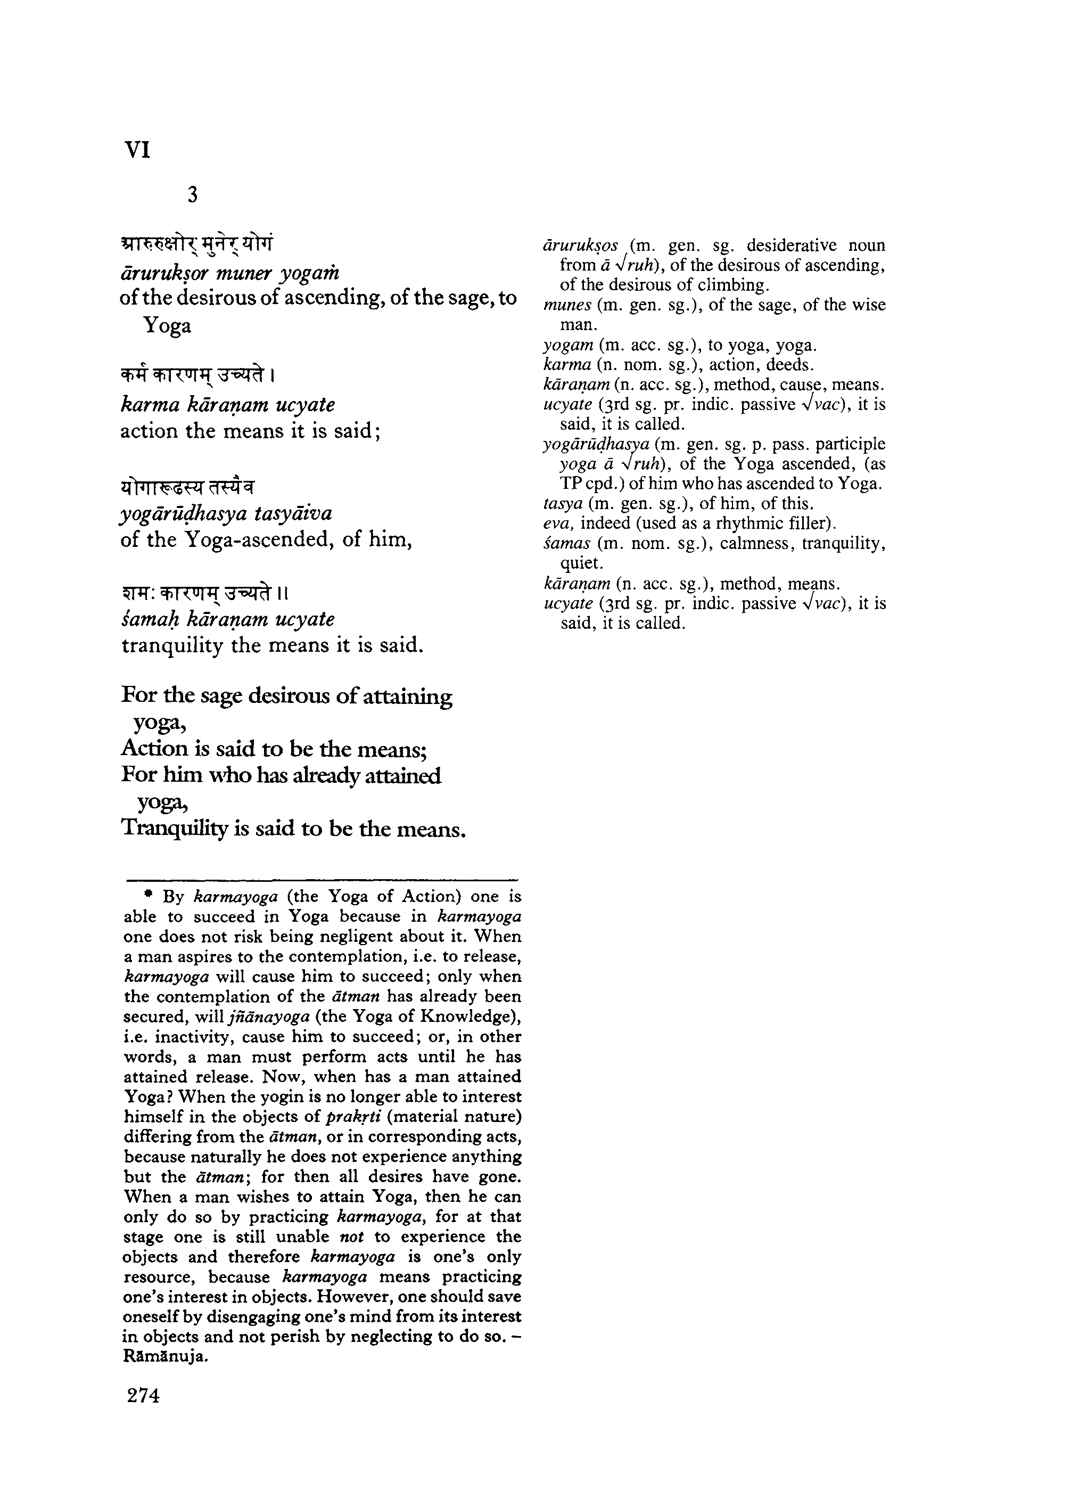 VI
3
आरुरुक्षोर् मुनेर् योगं
ārurukṣor muner yogaṁ
of the desirous of ascending, of the sage, to
Yoga
कर्म कारणम् उच्यते ।
karma kāraṇam ucyate
action the means it is said;
योगारूढस्य तस्यैव
yogārūḍhasya tasyāiva
of the Yoga-ascended, of him,
शमः कारणम् उच्यते ॥
śamaḥ kāraṇam ucyate
tranquility the means it is said.
For the sage desirous of attaining
yoga,
Action is said to be the means;
For him who has already attained
yoga,
Tranquility is said to be the means.
* By karmayoga (the Yoga of Action) one is
able to succeed in Yoga because in karmayoga
one does not risk being negligent about it. When
a man aspires to the contemplation, i.e. to release,
karmayoga will cause him to succeed; only when
the contemplation of the ātman has already been
secured, will jñānayoga (the Yoga of Knowledge),
i.e. inactivity, cause him to succeed; or, in other
words, a man must perform acts until he has
attained release. Now, when has a man attained
Yoga? When the yogin is no longer able to interest
himself in the objects of prakṛti (material nature)
differing from the ātman, or in corresponding acts,
because naturally he does not experience anything
but the ātman; for then all desires have gone.
When a man wishes to attain Yoga, then he can
only do so by practicing karmayoga, for at that
stage one is still unable not to experience the
objects and therefore karmayoga is one's only
resource, because karmayoga means practicing
one's interest in objects. However, one should save
oneself by disengaging one's mind from its interest
in objects and not perish by neglecting to do so. –
Rāmānuja.
274
ārurukṣos (m. gen. sg. desiderative noun
from ā √ruh), of the desirous of ascending,
of the desirous of climbing.
munes (m. gen. sg.), of the sage, of the wise
man.
yogam (m. acc. sg.), to yoga, yoga.
karma (n. nom. sg.), action, deeds.
kāraṇam (n. acc. sg.), method, cause, means.
ucyate (3rd sg. pr. indic. passive √vac), it is
said, it is called.
yogārūḍhasya (m. gen. sg. p. pass. participle
yoga ā √ruh), of the Yoga ascended, (as
TP cpd.) of him who has ascended to Yoga.
tasya (m. gen. sg.), of him, of this.
eva, indeed (used as a rhythmic filler).
śamas (m. nom. sg.), calmness, tranquility,
quiet.
kāraṇam (n. acc. sg.), method, means.
ucyate (3rd sg. pr. indic. passive √vac), it is
said, it is called.